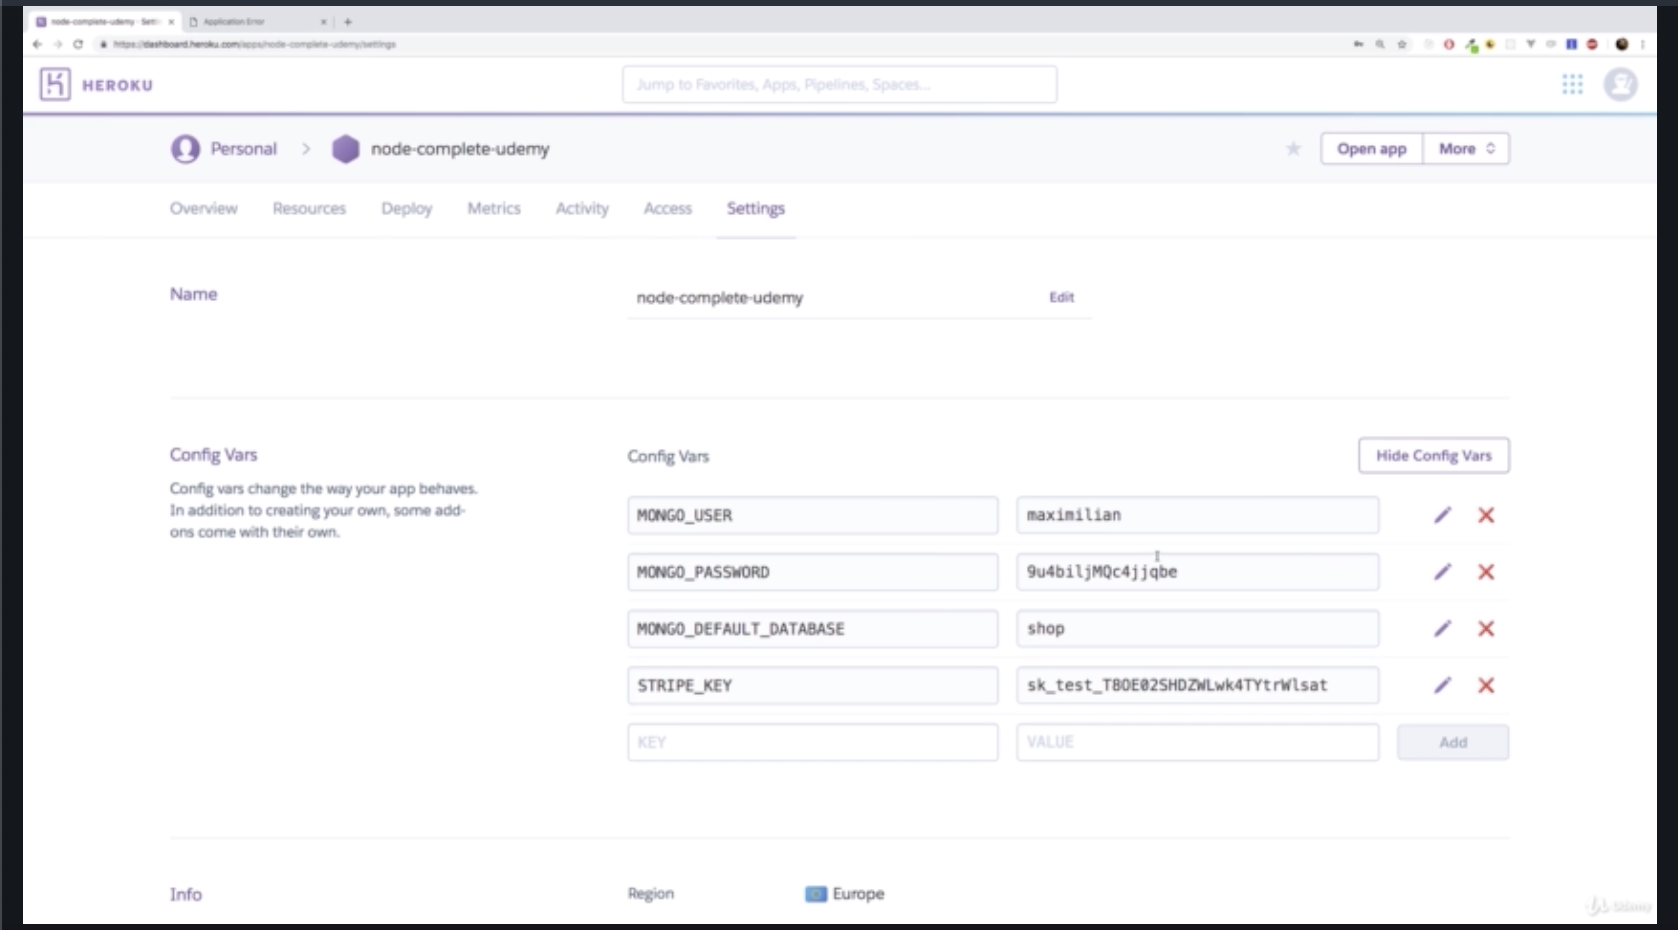 node-complete-udemy · Setti
Application Error
https://dashboard.heroku.com/apps/node-complete-udemy/settings
HEROKU
Jump to Favorites, Apps, Pipelines, Spaces...
Personal > node-complete-udemy
Open app
More
Overview Resources Deploy Metrics Activity Access Settings
Name
node-complete-udemy
Edit
Config Vars
Config vars change the way your app behaves.
In addition to creating your own, some add-
ons come with their own.
Config Vars
Hide Config Vars
MONGO_USER maximilian
MONGO_PASSWORD 9u4biljMQc4jjqbe
MONGO_DEFAULT_DATABASE shop
STRIPE_KEY sk_test_T80E02SHDZWLwk4TYtrWlsat
KEY VALUE Add
Info
Region
Europe
Udemy